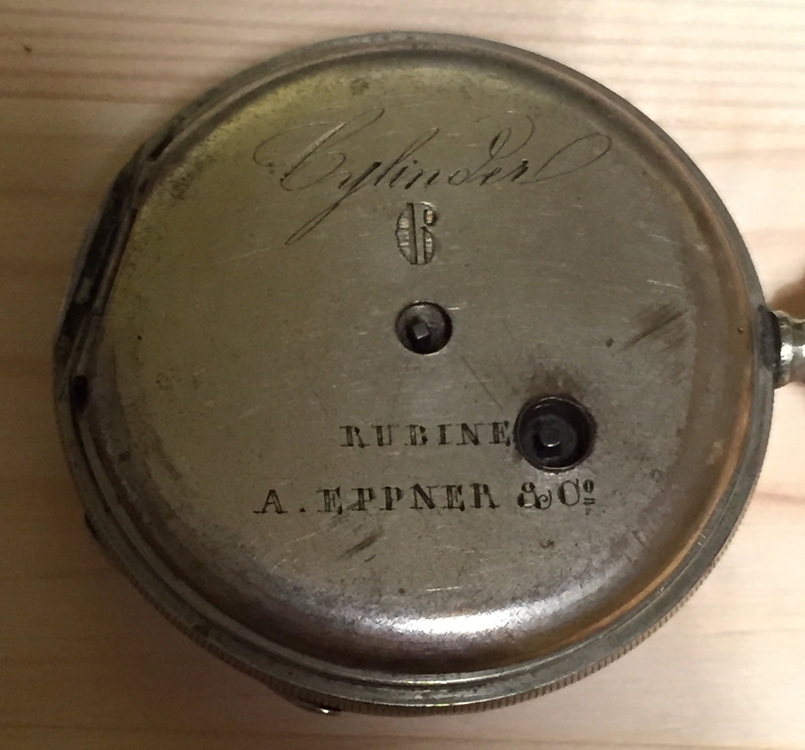 Cylinder
6
RUBINE
A. EPPNER & Co